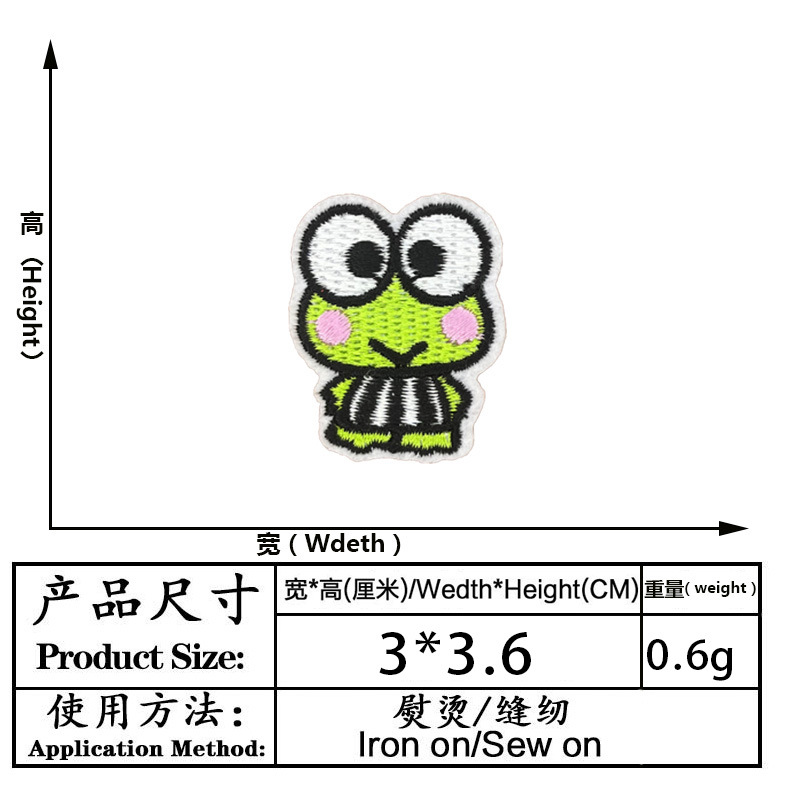 高（Height）
宽（Wdeth）
产品尺寸
Product Size:
宽*高(厘米)/Wedth*Height(CM)
重量( weight )
3*3.6
0.6g
使用方法：
Application Method:
熨烫/缝纫
Iron on/Sew on